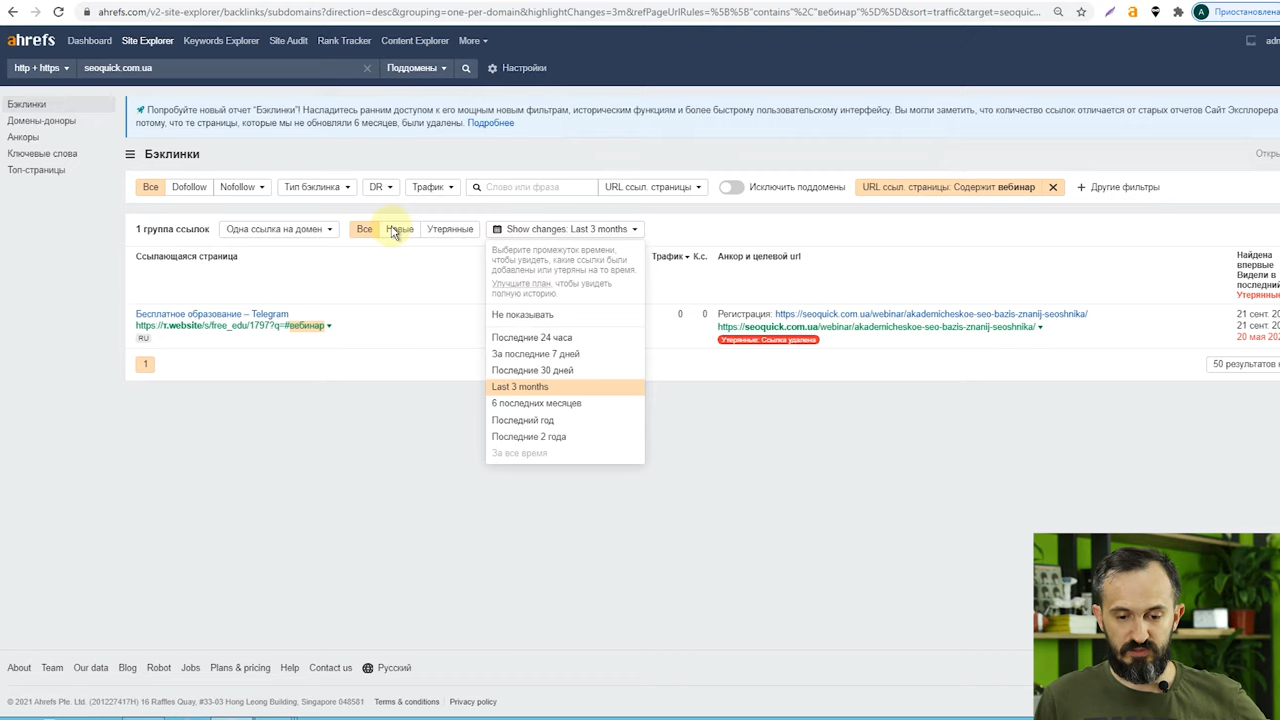 ahrefs.com/v2-site-explorer/backlinks/subdomains?direction=desc&grouping=one-per-domain&highlightChanges=3m&refPageUrlRules=%5B%5B"contains"%2C"вебинар"%5D%5D&sort=traffic&target=seoquic...
A Приостановлена
ahrefs Dashboard Site Explorer Keywords Explorer Site Audit Rank Tracker Content Explorer More
http + https seoquick.com.ua Поддомены Настройки
Бэклинки
Домены-доноры
Анкоры
Ключевые слова
Топ-страницы
Попробуйте новый отчет "Бэклинки"! Насладитесь ранним доступом к его мощным новым фильтрам, историческим функциям и более быстрому пользовательскому интерфейсу. Вы могли заметить, что количество ссылок отличается от старых отчетов Сайт Эксплорера
потому, что те страницы, которые мы не обновляли 6 месяцев, были удалены. Подробнее
Бэклинки
Все Dofollow Nofollow Тип бэклинка DR Трафик Слово или фраза URL ссыл. страницы Исключить поддомены URL ссыл. страницы: Содержит вебинар Другие фильтры
1 группа ссылок Одна ссылка на домен Все Новые Утерянные Show changes: Last 3 months
Выберите промежуток времени,
чтобы увидеть, какие ссылки были
добавлены или утеряны на то время.
Улучшите план, чтобы увидеть
полную историю.
Не показывать
Последние 24 часа
За последние 7 дней
Последние 30 дней
Last 3 months
6 последних месяцев
Последний год
Последние 2 года
За все время
Ссылающаяся страница Трафик К.с. Анкор и целевой url
Найдена
впервые
Видели в
последний
Утерянные
Бесплатное образование – Telegram
https://r.website/s/free_edu/1797?q=#вебинар
RU
0 0
Регистрация: https://seoquick.com.ua/webinar/akademicheskoe-seo-bazis-znanij-seoshnika/
https://seoquick.com.ua/webinar/akademicheskoe-seo-bazis-znanij-seoshnika/
Утерянные: Ссылка удалена
21 сент. 20
21 сент. 20
20 мая 202
1
50 результатов
About Team Our data Blog Robot Jobs Plans & pricing Help Contact us Русский
© 2021 Ahrefs Pte. Ltd. (201227417H) 16 Raffles Quay, #33-03 Hong Leong Building, Singapore 048581 Terms & conditions Privacy policy